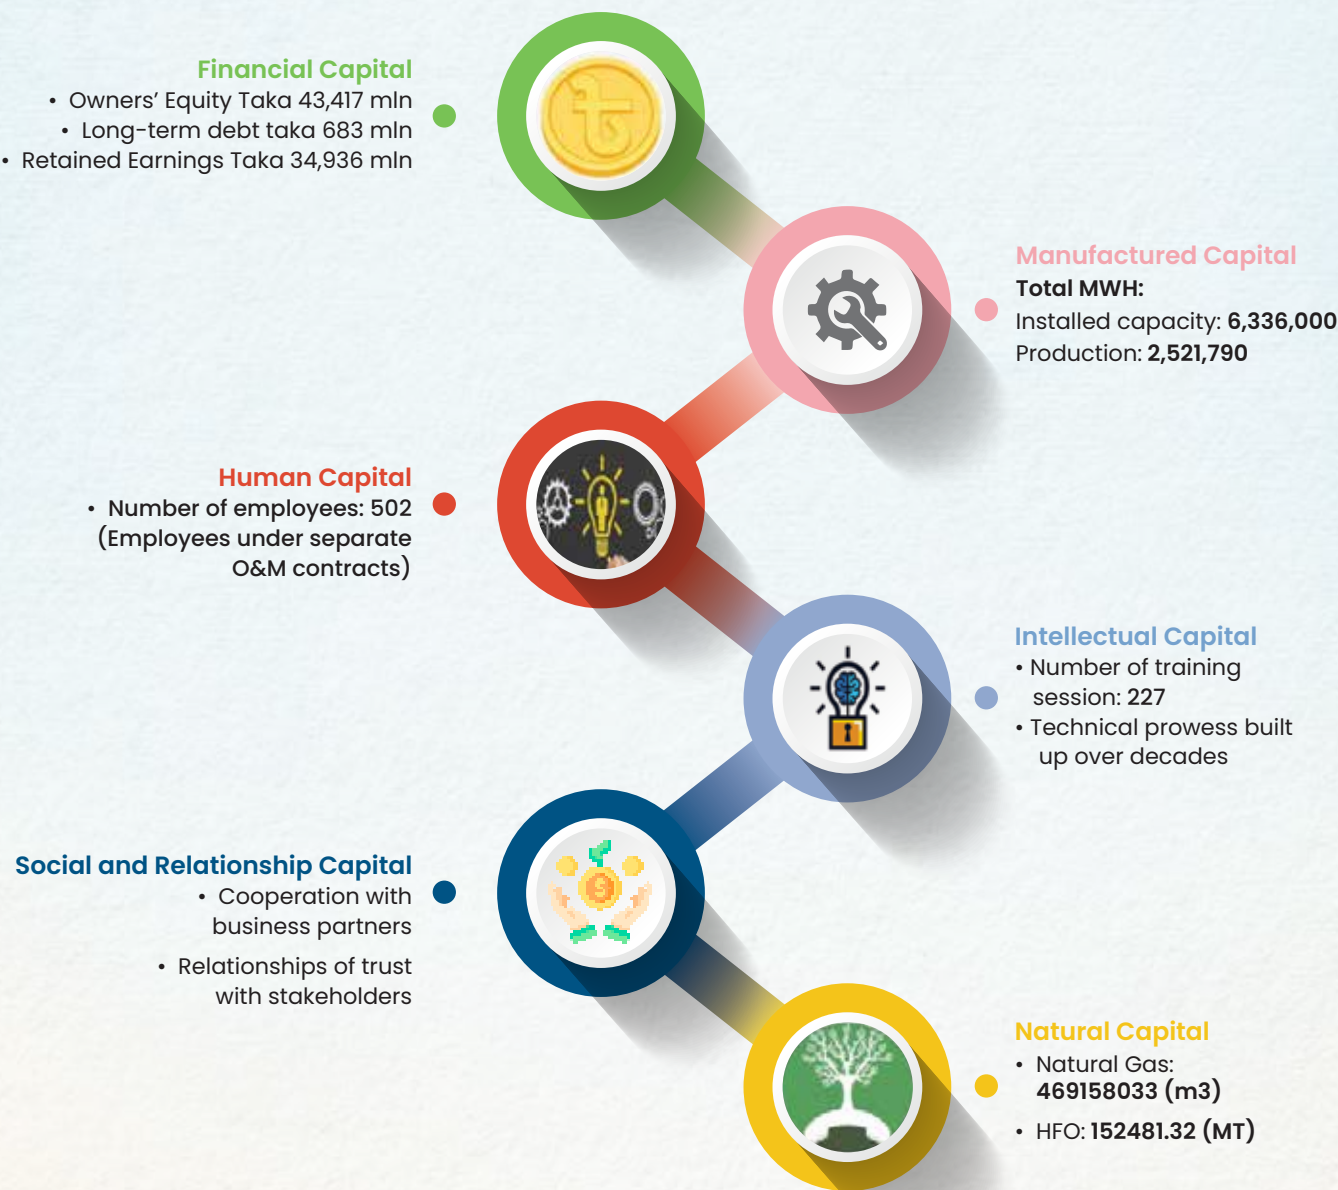 Financial Capital
• Owners’ Equity Taka 43,417 mln
• Long-term debt taka 683 mln
• Retained Earnings Taka 34,936 mln
Manufactured Capital
Total MWH:
Installed capacity: 6,336,000
Production: 2,521,790
Human Capital
• Number of employees: 502
(Employees under separate
O&M contracts)
Intellectual Capital
• Number of training
session: 227
• Technical prowess built
up over decades
Social and Relationship Capital
• Cooperation with
business partners
• Relationships of trust
with stakeholders
Natural Capital
• Natural Gas:
469158033 (m3)
• HFO: 152481.32 (MT)